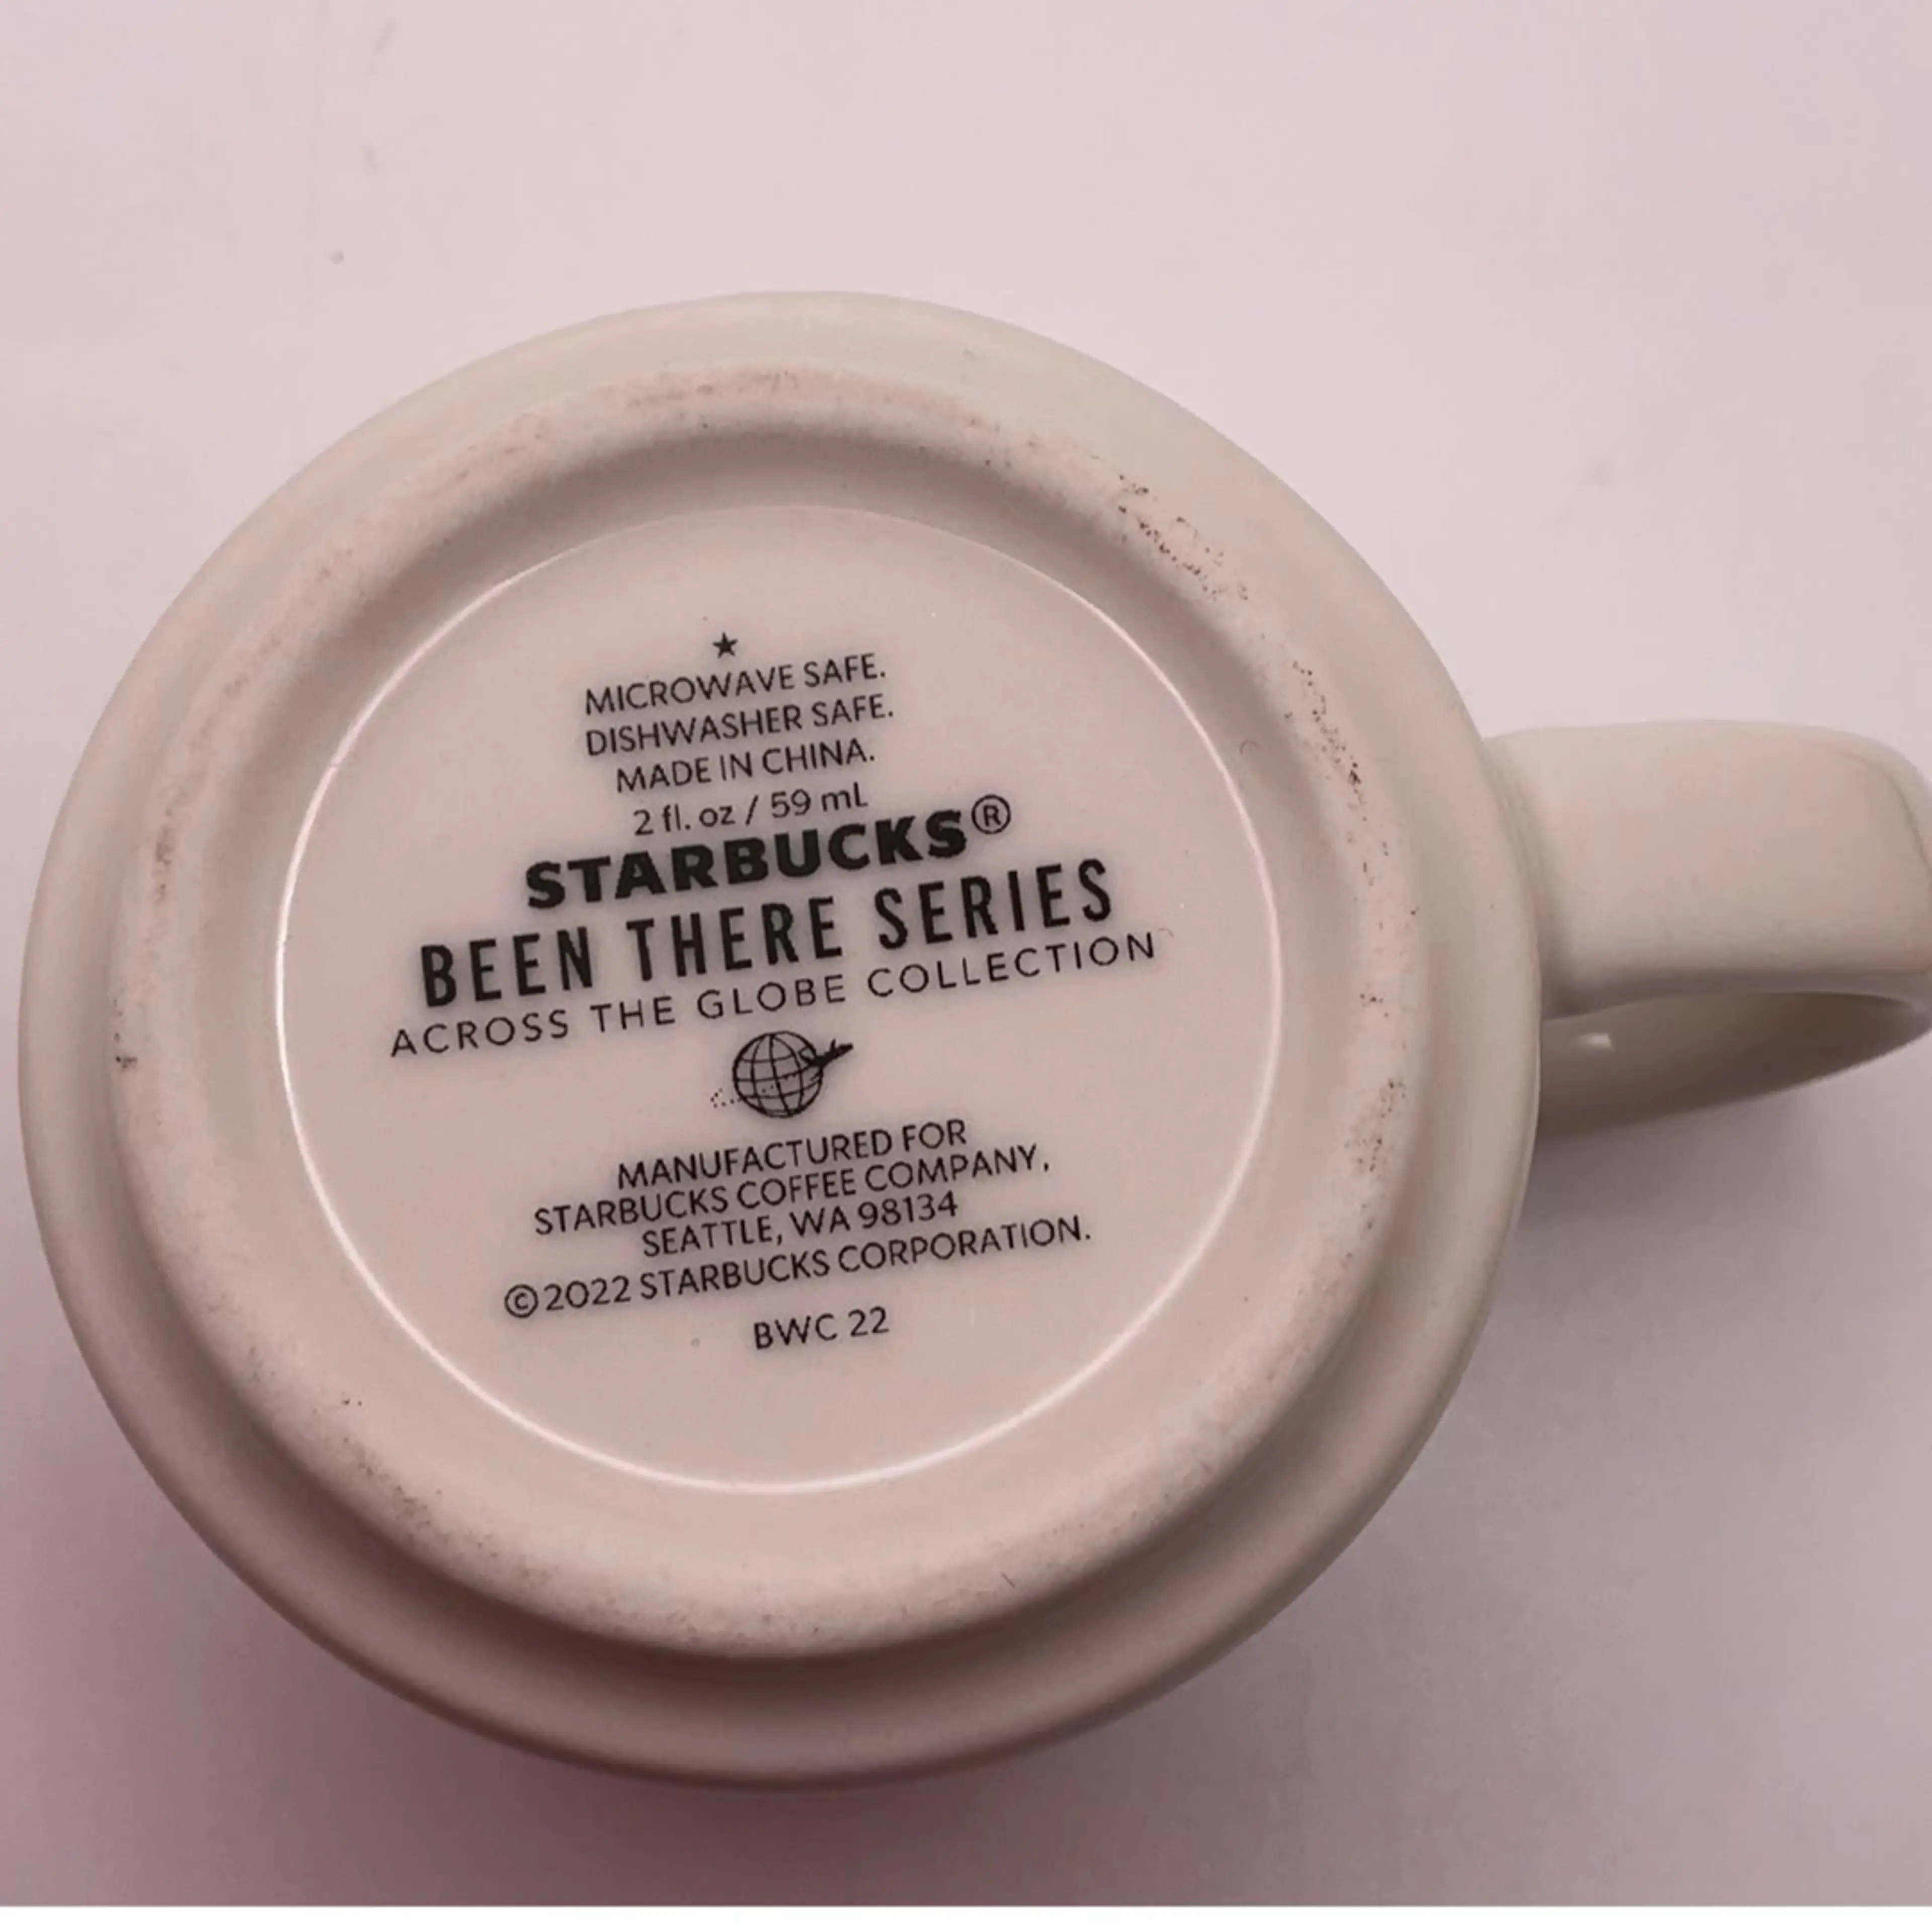 MICROWAVE SAFE.
DISHWASHER SAFE.
MADE IN CHINA.
2 fl. oz / 59 mL
STARBUCKS®
BEEN THERE SERIES
ACROSS THE GLOBE COLLECTION
MANUFACTURED FOR
STARBUCKS COFFEE COMPANY,
SEATTLE, WA 98134
©2022 STARBUCKS CORPORATION.
BWC 22